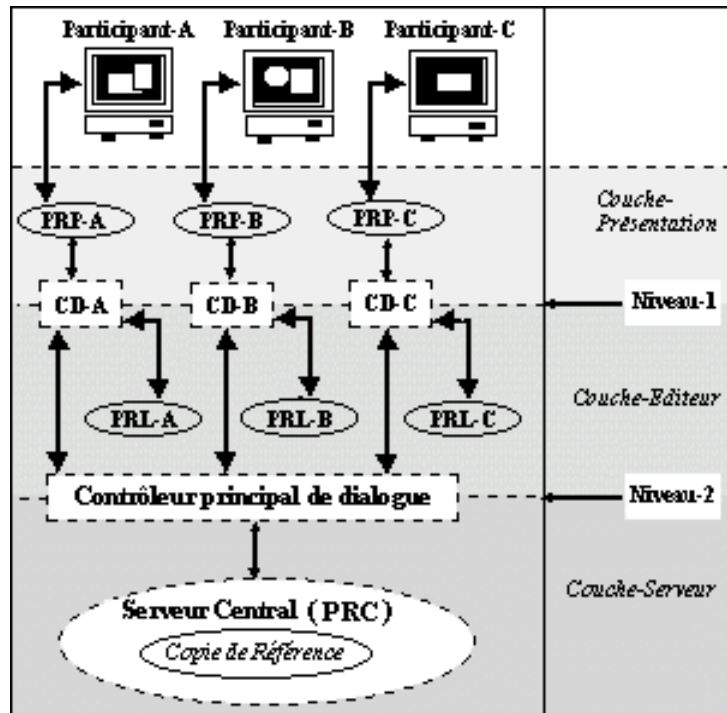 Participant-A Participant-B Participant-C
PRP-A PRP-B PRP-C
Couche-
Présentation
CD-A CD-B CD-C
Niveau-1
Couche-Editeur
PRL-A PRL-B PRL-C
Contrôleur principal de dialogue
Niveau-2
Couche-Serveur
Serveur Central (PRC)
Copie de Référence